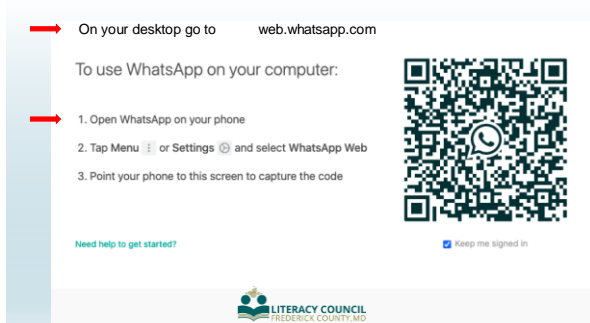 On your desktop go to web.whatsapp.com
To use WhatsApp on your computer:
1. Open WhatsApp on your phone
2. Tap Menu or Settings and select WhatsApp Web
3. Point your phone to this screen to capture the code
Need help to get started?
Keep me signed in
LITERACY COUNCIL
FREDERICK COUNTY, MD